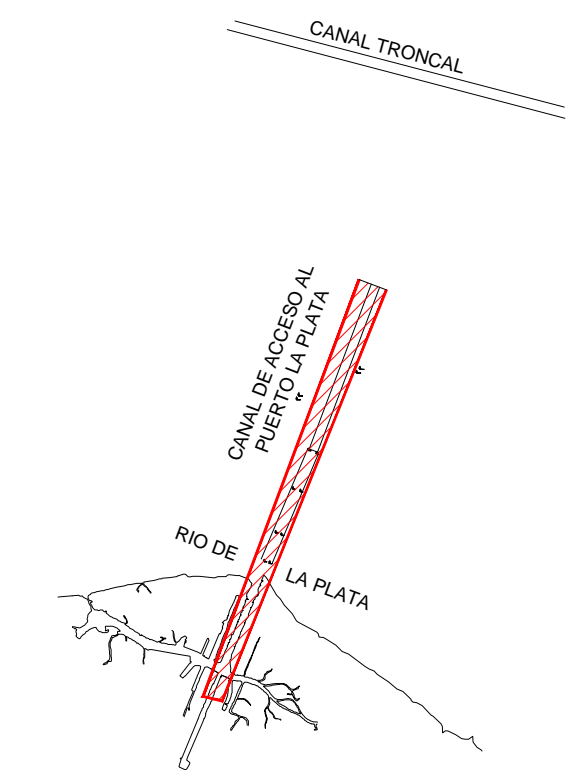 CANAL TRONCAL
CANAL DE ACCESO AL
PUERTO LA PLATA
RIO DE
LA PLATA